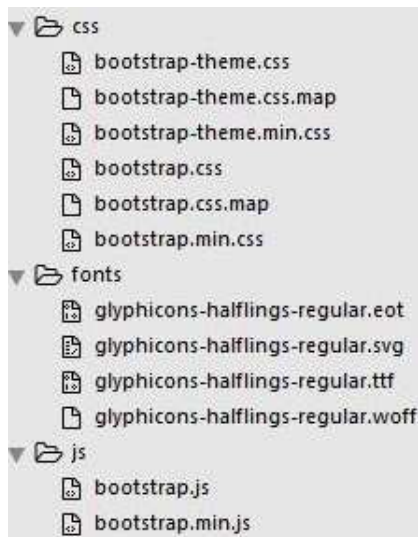 css
bootstrap-theme.css
bootstrap-theme.css.map
bootstrap-theme.min.css
bootstrap.css
bootstrap.css.map
bootstrap.min.css
fonts
glyphicons-halflings-regular.eot
glyphicons-halflings-regular.svg
glyphicons-halflings-regular.ttf
glyphicons-halflings-regular.woff
js
bootstrap.js
bootstrap.min.js